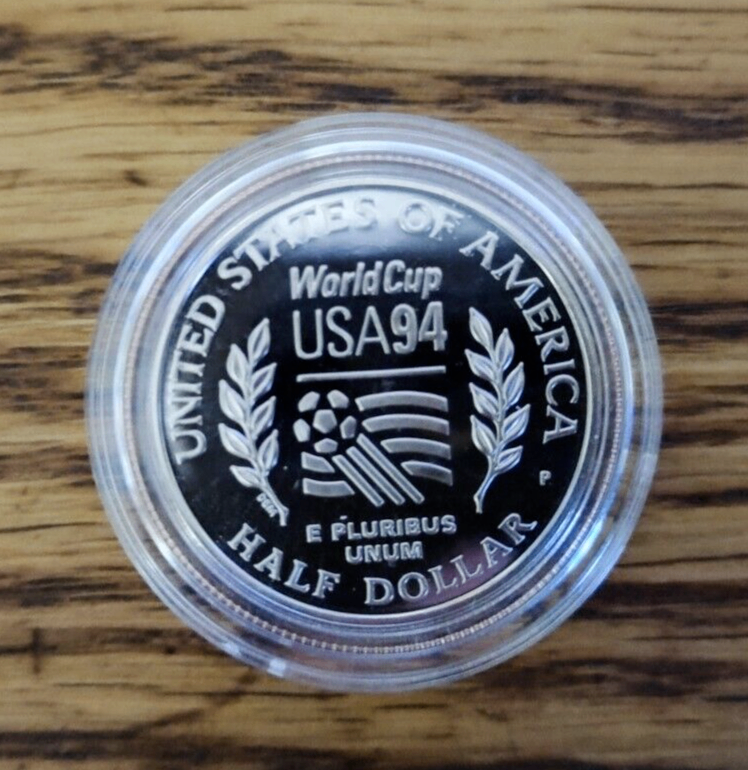 UNITED STATES OF AMERICA
World Cup
USA94
P
E PLURIBUS
UNUM
HALF DOLLAR